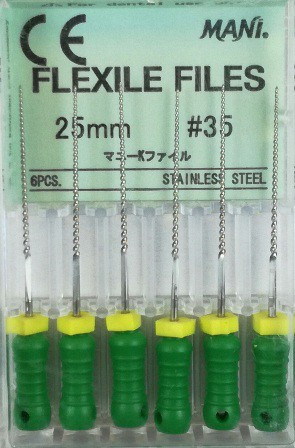 CE MANI.
FLEXILE FILES
25mm #35
マニーKファイル
6PCS. STAINLESS STEEL